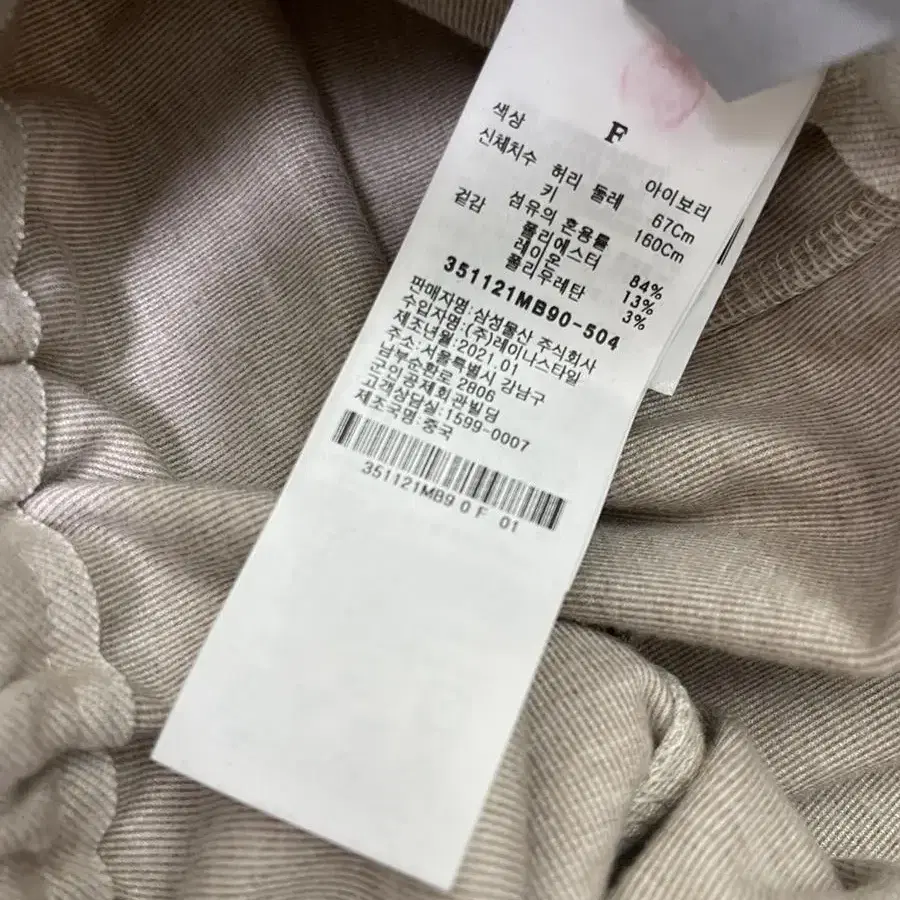 F
색상 아이보리
신체치수 허리 둘레 67Cm
키 160Cm
겉감 섬유의 혼용률
폴리에스터 84%
레이온 13%
폴리우레탄 3%
351121MB90-504
판매자명:삼성물산 주식회사
수입자명:(주)레이나스타일
제조년월:2021.01
주소:서울특별시 강남구
남부순환로 2806
군인공제회관빌딩
고객상담실:1599-0007
제조국명:중국
351121MB9 0 F 01